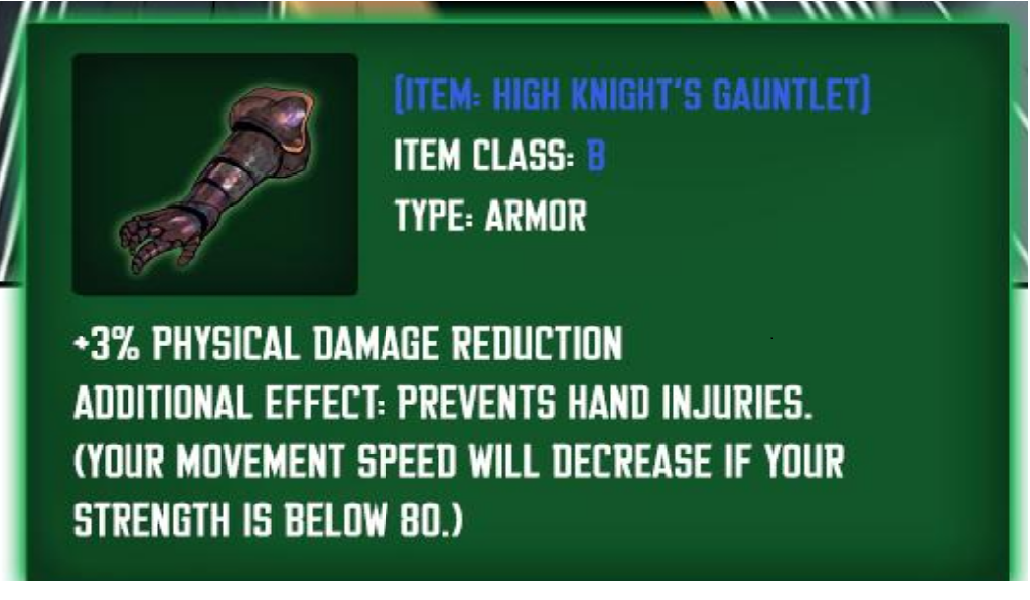 [ITEM: HIGH KNIGHT'S GAUNTLET]
ITEM CLASS: B
TYPE: ARMOR
+3% PHYSICAL DAMAGE REDUCTION
ADDITIONAL EFFECT: PREVENTS HAND INJURIES.
(YOUR MOVEMENT SPEED WILL DECREASE IF YOUR
STRENGTH IS BELOW 80.)